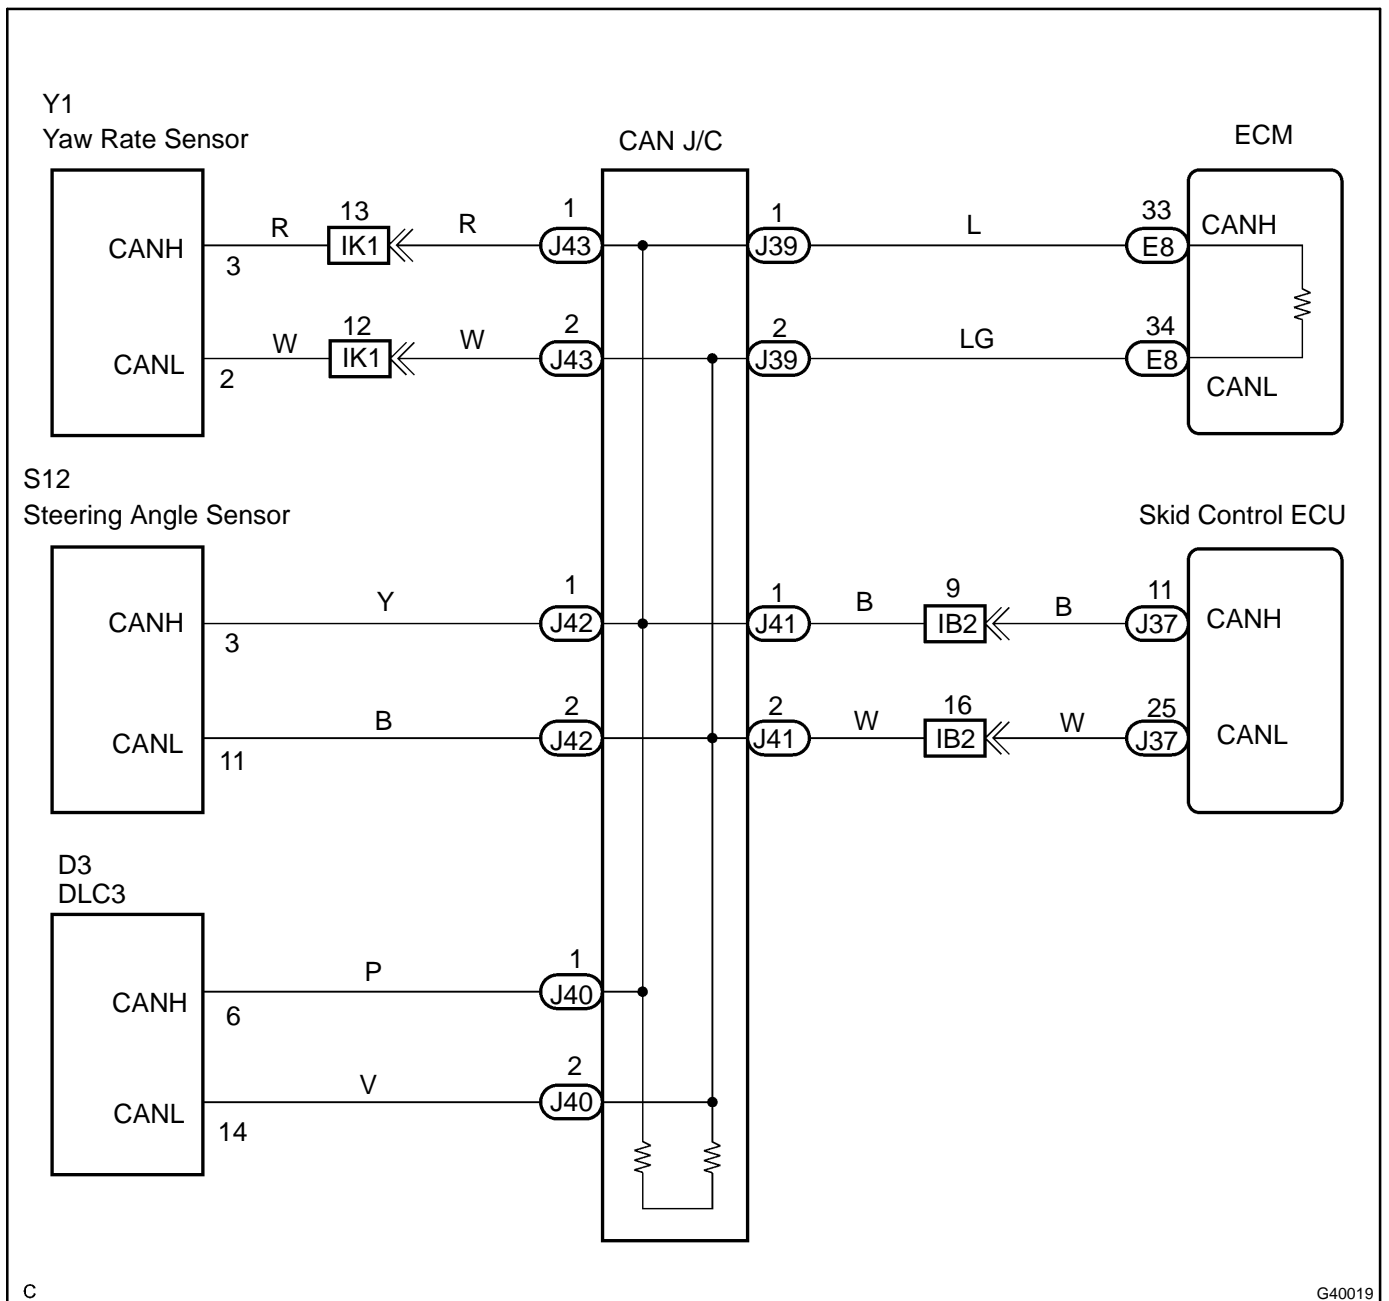 Y1
Yaw Rate Sensor
CAN J/C
ECM
CANH
3
R
13
IK1
R
1
J43
1
J39
L
33
E8
CANH
CANL
2
W
12
IK1
W
2
J43
2
J39
LG
34
E8
CANL
S12
Steering Angle Sensor
Skid Control ECU
CANH
3
Y
1
J42
1
J41
B
9
IB2
B
11
J37
CANH
CANL
11
B
2
J42
2
J41
W
16
IB2
W
25
J37
CANL
D3
DLC3
CANH
6
P
1
J40
CANL
14
V
2
J40
C
G40019